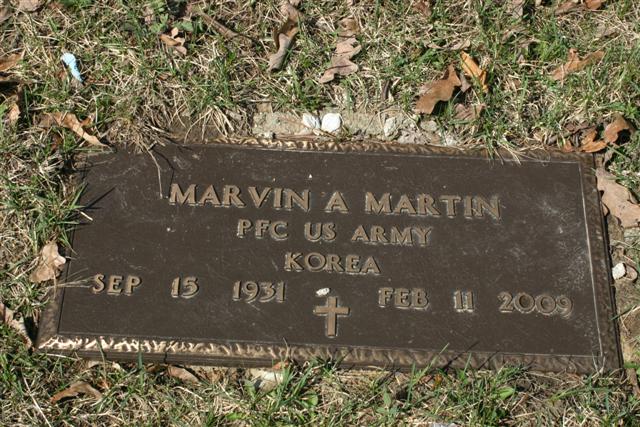 MARVIN A MARTIN
PFC US ARMY
KOREA
SEP 15 1931 FEB 11 2009